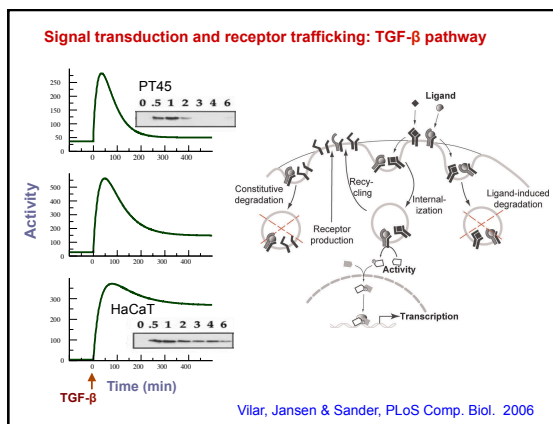 Signal transduction and receptor trafficking: TGF-β pathway
PT45
0 .5 1 2 3 4 6
250
200
150
100
50
0
0 100 200 300 400
500
400
300
200
100
0
0 100 200 300 400
HaCaT
0 .5 1 2 3 4 6
300
200
100
0
0 100 200 300 400
Activity
Time (min)
TGF-β
Ligand
Constitutive
degradation
Recy-
cling
Internal-
ization
Ligand-induced
degradation
Receptor
production
Activity
Transcription
Vilar, Jansen & Sander, PLoS Comp. Biol. 2006